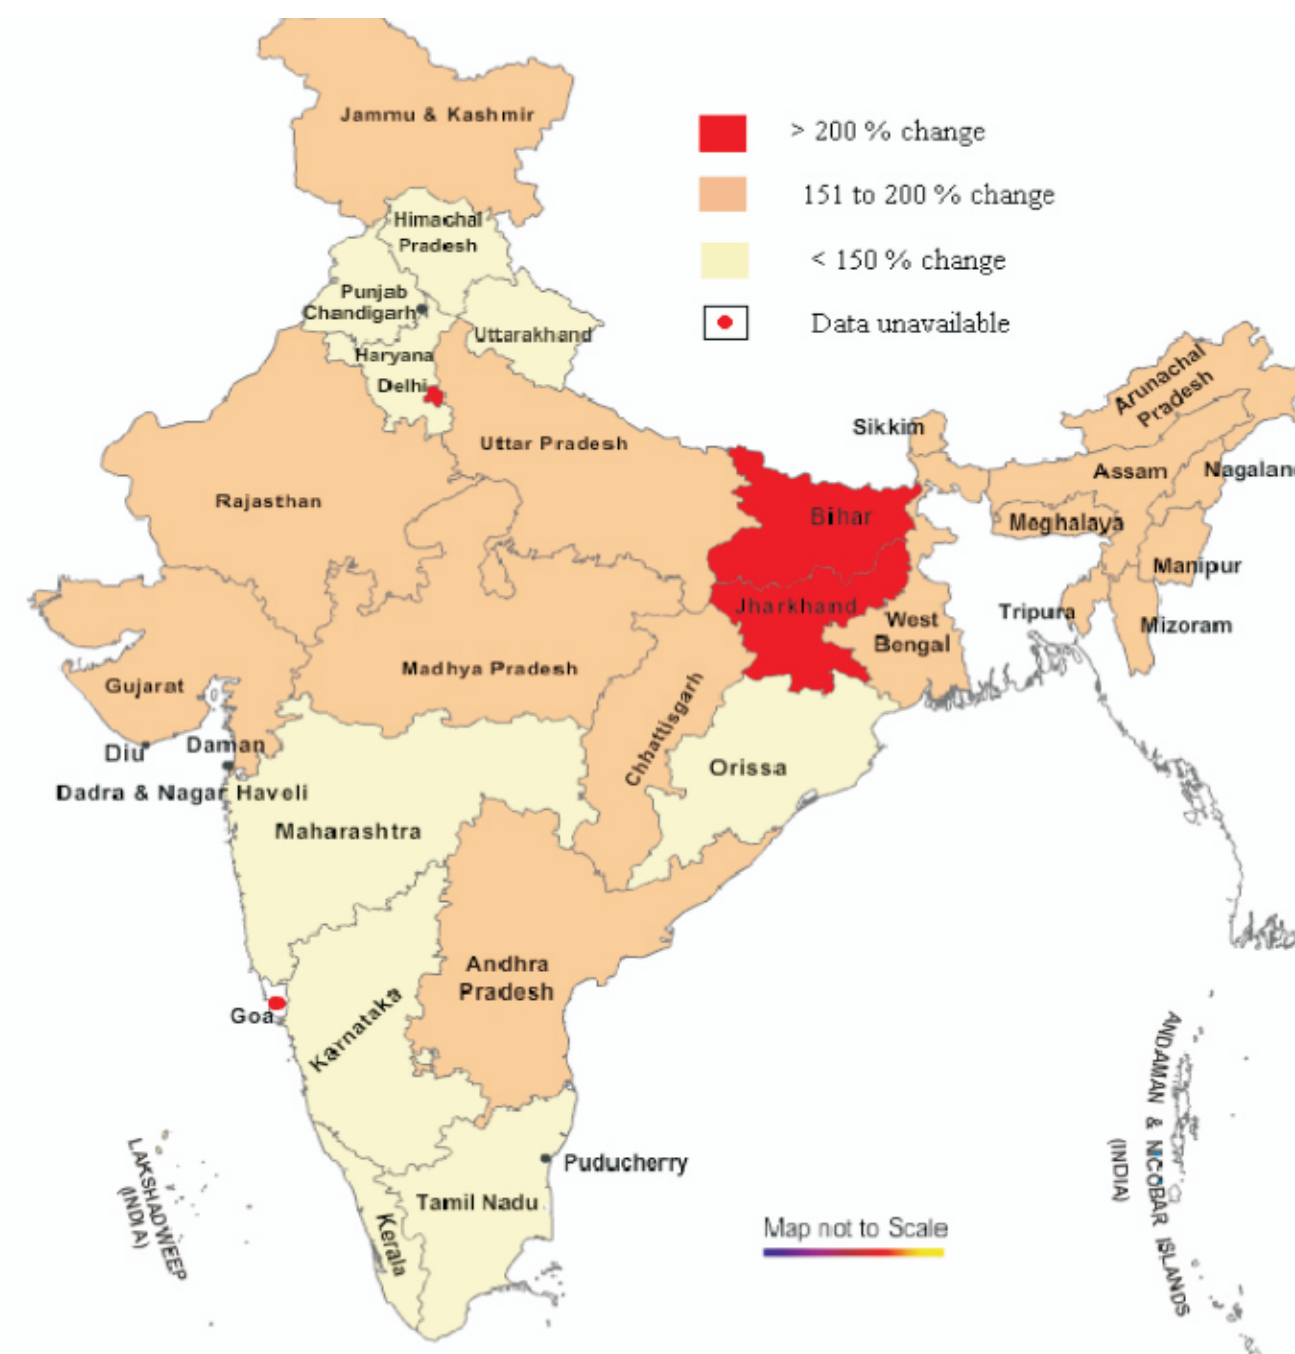 Jammu & Kashmir
> 200 % change
151 to 200 % change
< 150 % change
Data unavailable
Himachal
Pradesh
Punjab
Chandigarh
Uttarakhand
Haryana
Delhi
Arunachal
Pradesh
Sikkim
Uttar Pradesh
Assam
Nagalan
Rajasthan
Bihar
Meghalaya
Manipur
Jharkhand
West
Bengal
Tripura
Mizoram
Madhya Pradesh
Gujarat
Chhattisgarh
Diu
Daman
Orissa
Dadra & Nagar Haveli
Maharashtra
Andhra
Pradesh
Goa
Karnataka
ANDAMAN & NICOBAR ISLANDS
(INDIA)
LAKSHADWEEP
(INDIA)
Puducherry
Tamil Nadu
Kerala
Map not to Scale